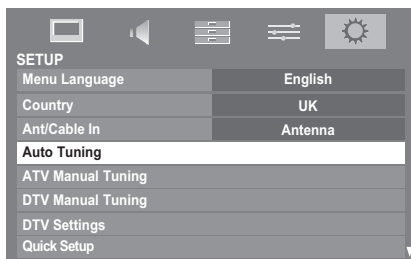 SETUP
Menu Language English
Country UK
Ant/Cable In Antenna
Auto Tuning
ATV Manual Tuning
DTV Manual Tuning
DTV Settings
Quick Setup